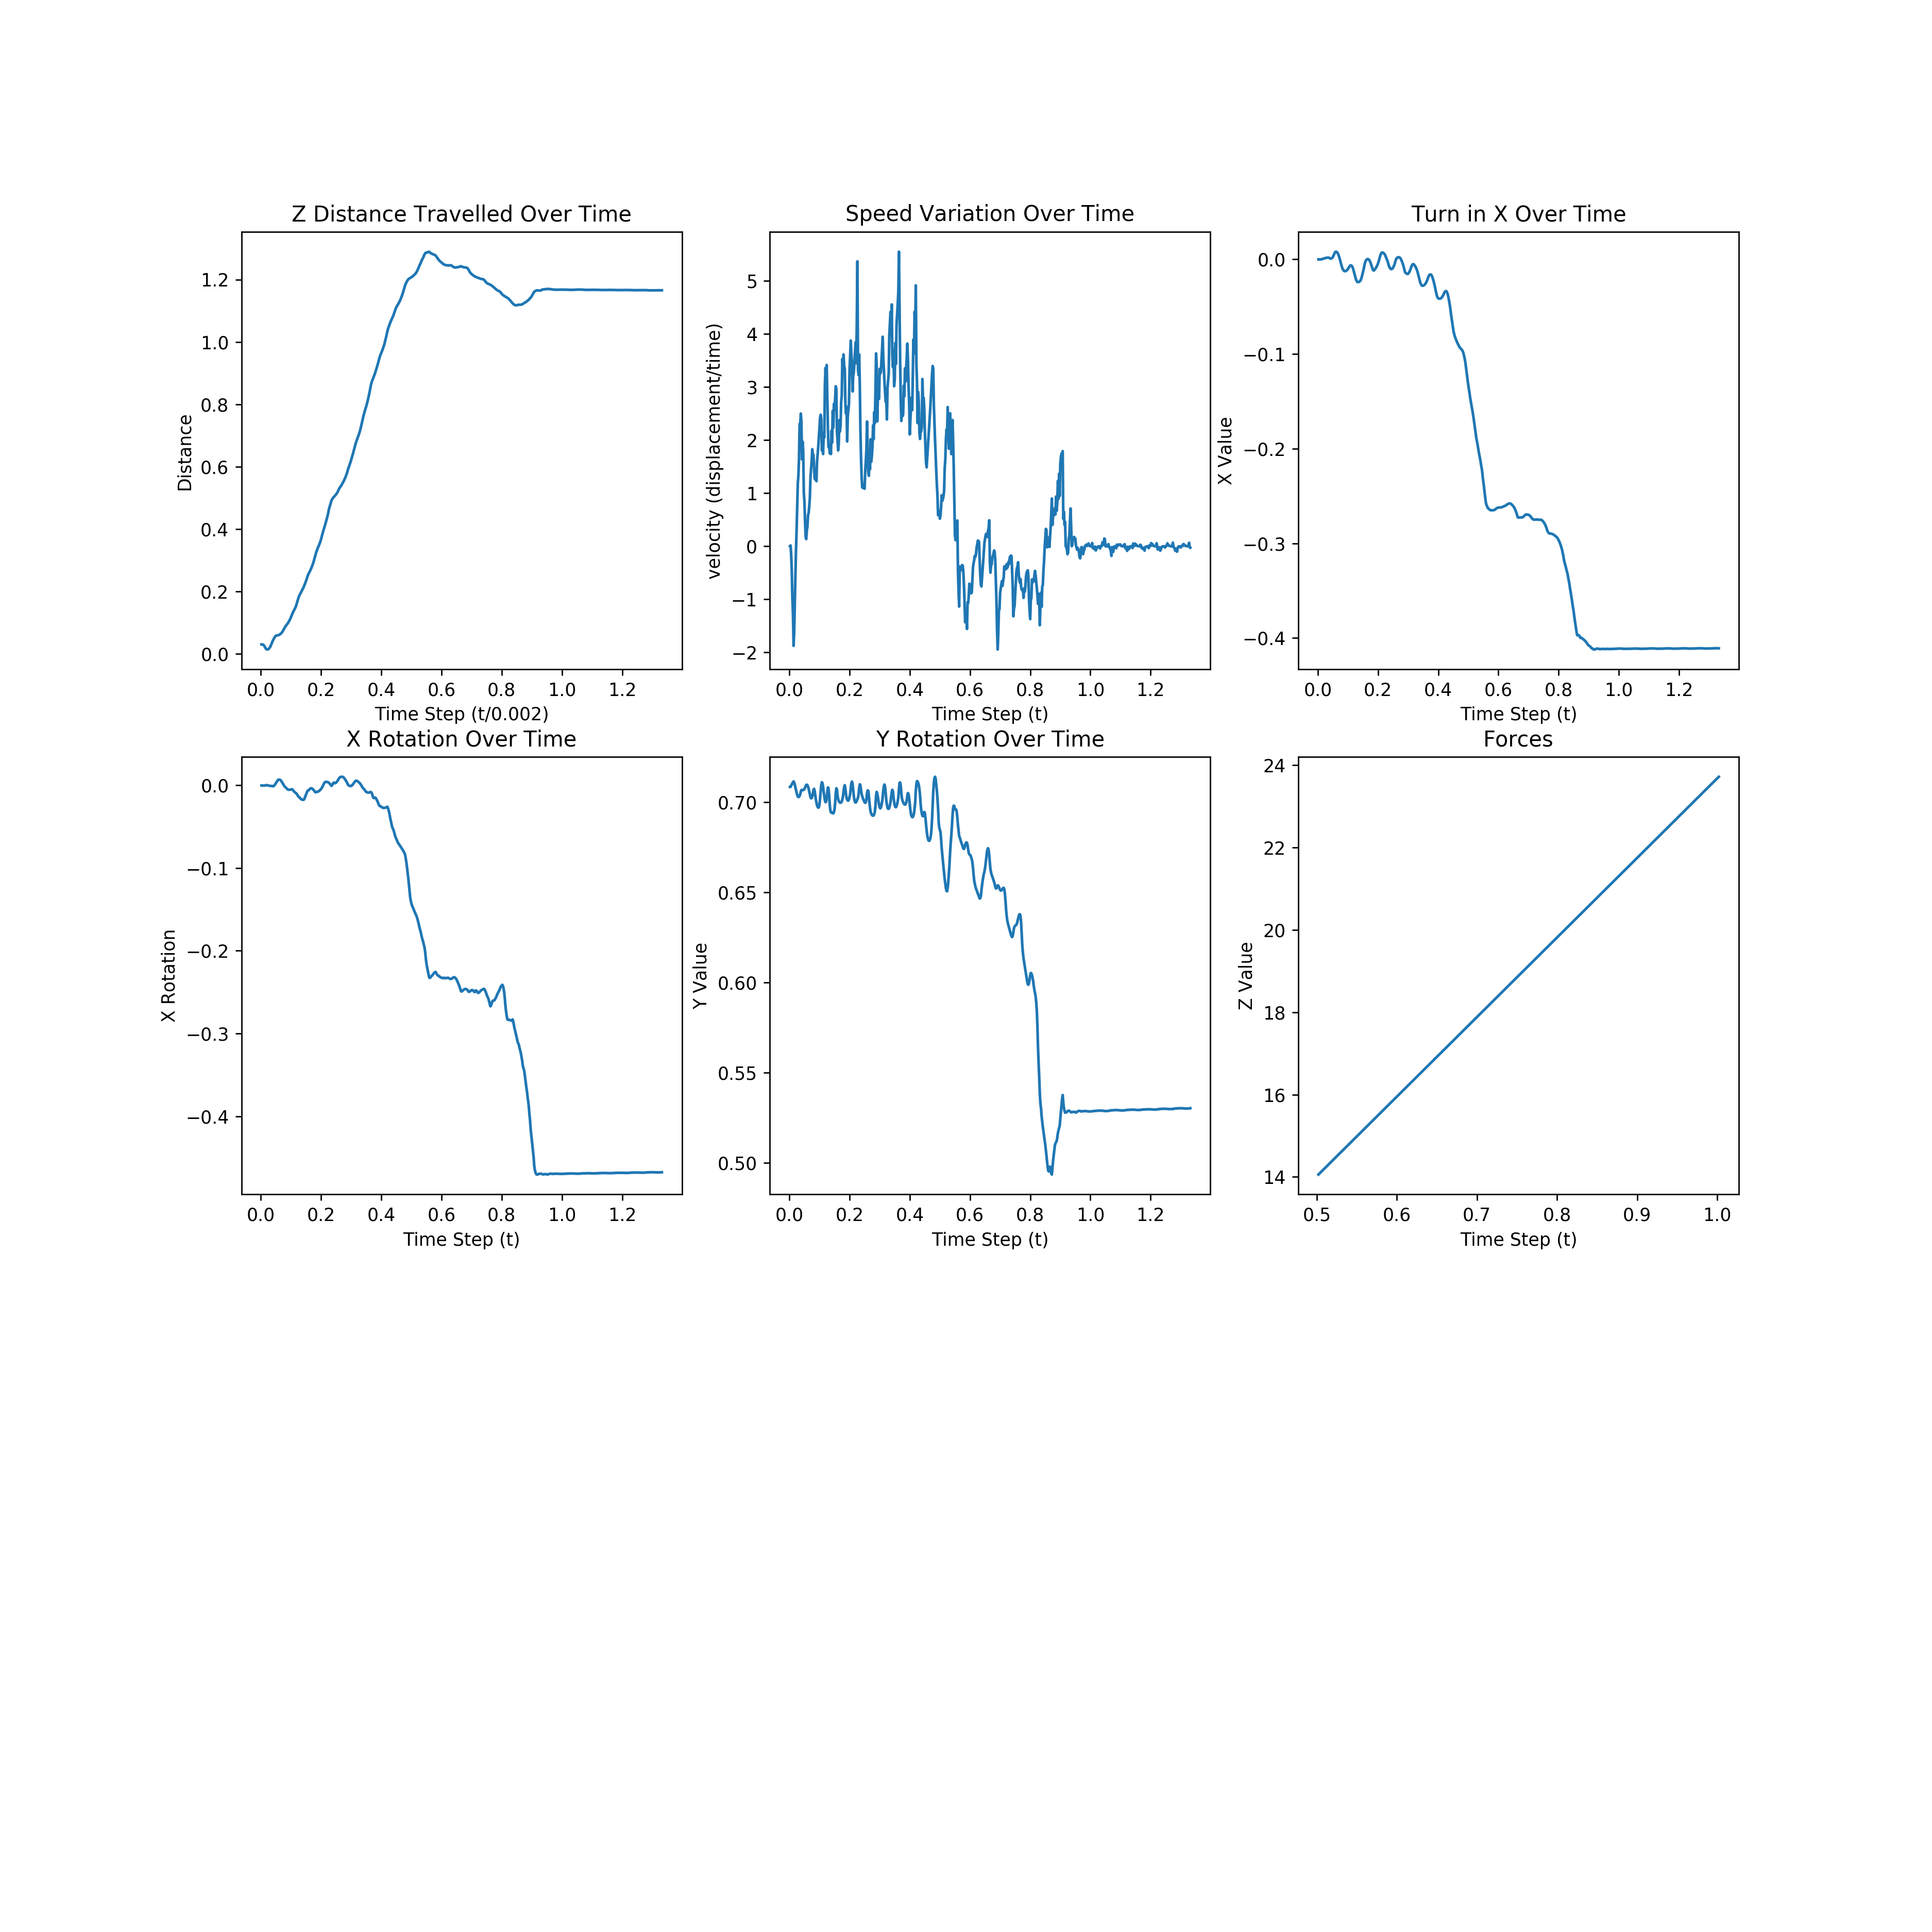 Z Distance Travelled Over Time
Distance
1.2
1.0
0.8
0.6
0.4
0.2
0.0
0.0 0.2 0.4 0.6 0.8 1.0 1.2
Time Step (t/0.002)
Speed Variation Over Time
velocity (displacement/time)
5
4
3
2
1
0
−1
−2
0.0 0.2 0.4 0.6 0.8 1.0 1.2
Time Step (t)
Turn in X Over Time
X Value
0.0
−0.1
−0.2
−0.3
−0.4
0.0 0.2 0.4 0.6 0.8 1.0 1.2
Time Step (t)
X Rotation Over Time
X Rotation
0.0
−0.1
−0.2
−0.3
−0.4
0.0 0.2 0.4 0.6 0.8 1.0 1.2
Time Step (t)
Y Rotation Over Time
Y Value
0.70
0.65
0.60
0.55
0.50
0.0 0.2 0.4 0.6 0.8 1.0 1.2
Time Step (t)
Forces
Z Value
24
22
20
18
16
14
0.5 0.6 0.7 0.8 0.9 1.0
Time Step (t)